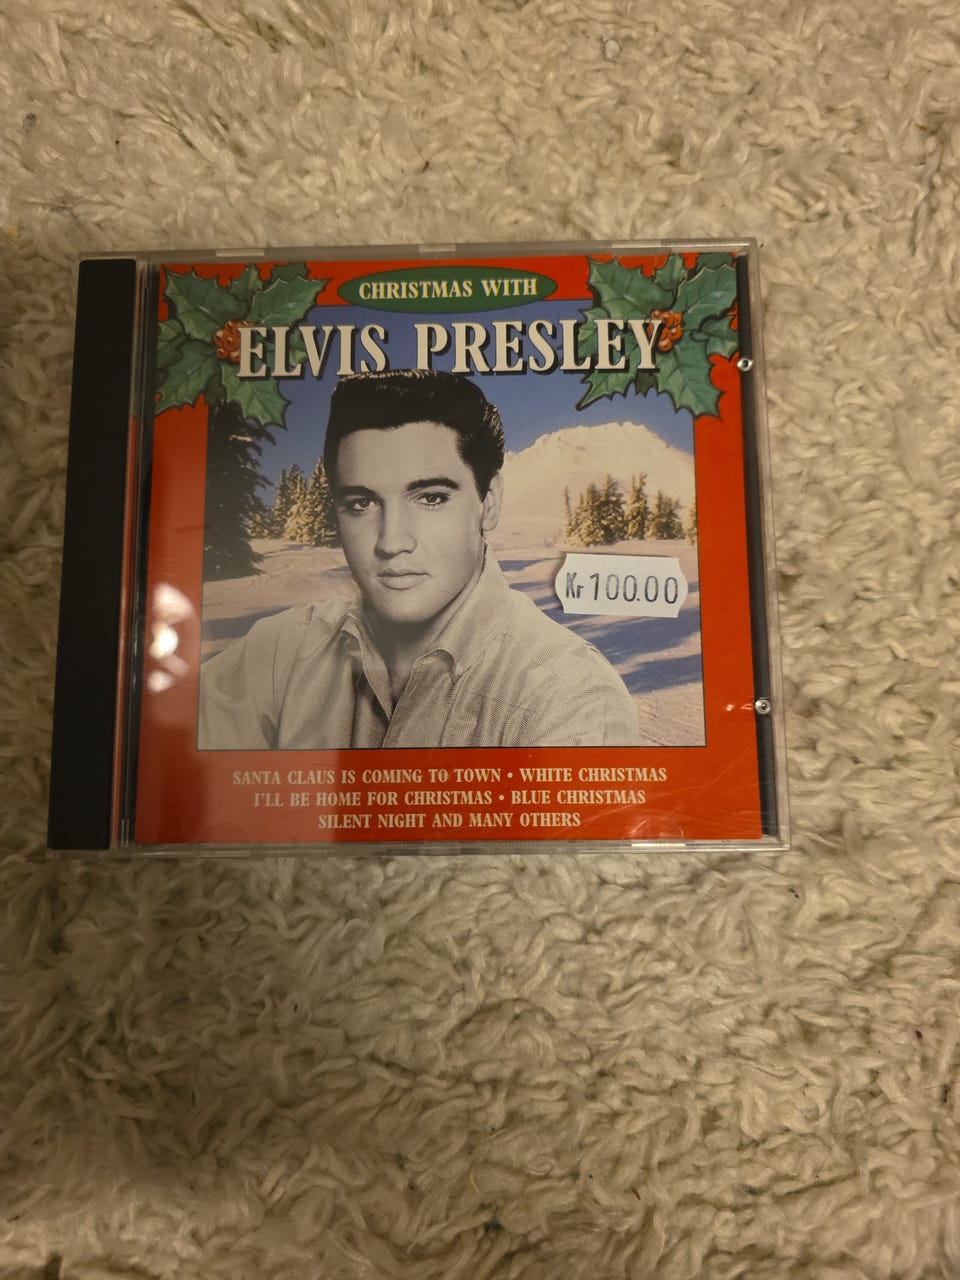 CHRISTMAS WITH
ELVIS PRESLEY
Kr 100.00
SANTA CLAUS IS COMING TO TOWN • WHITE CHRISTMAS
I'LL BE HOME FOR CHRISTMAS • BLUE CHRISTMAS
SILENT NIGHT AND MANY OTHERS